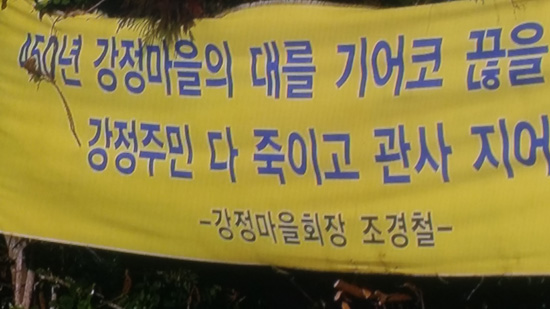 450년 강정마을의 대를 기어코 끊을
강정주민 다 죽이고 관사 지어
-강정마을회장 조경철-